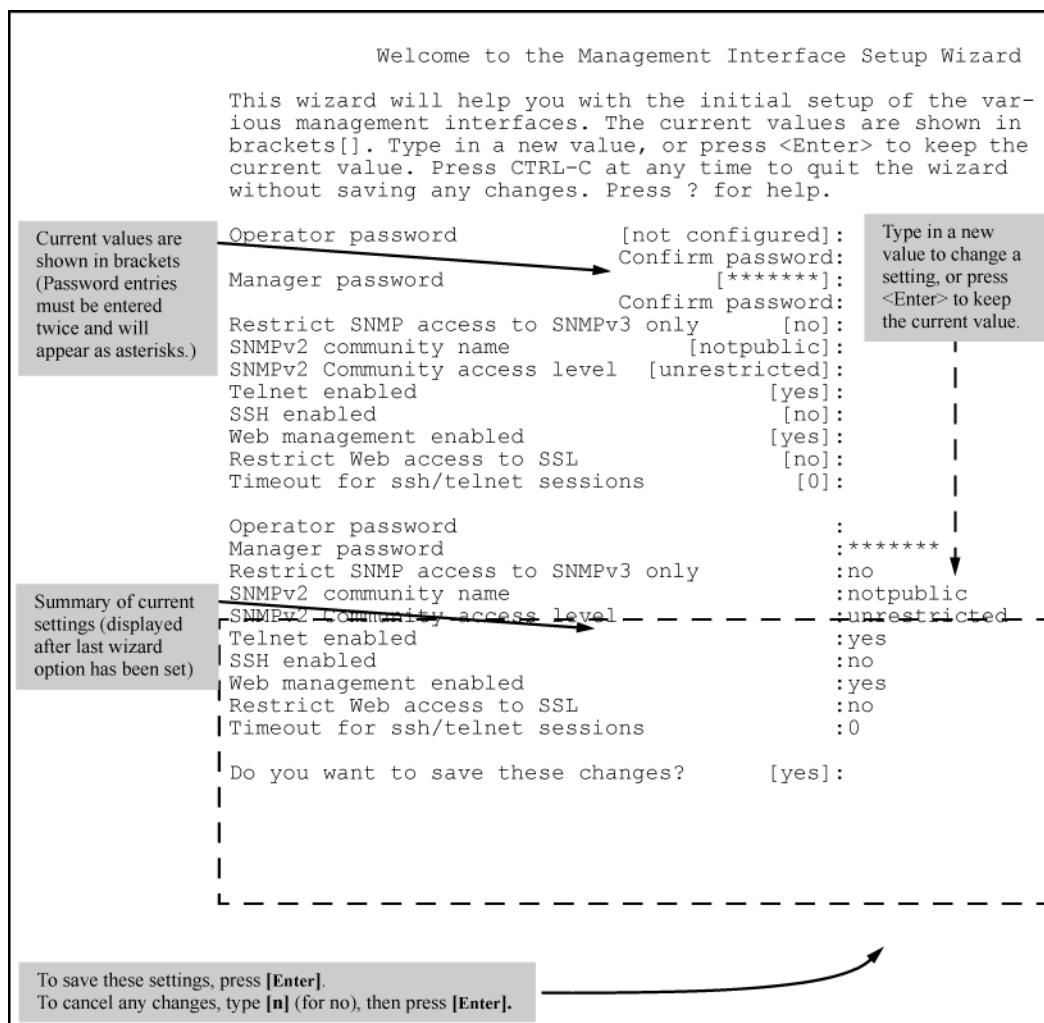 Welcome to the Management Interface Setup Wizard
This wizard will help you with the initial setup of the var-
ious management interfaces. The current values are shown in
brackets[]. Type in a new value, or press <Enter> to keep the
current value. Press CTRL-C at any time to quit the wizard
without saving any changes. Press ? for help.
Current values are
shown in brackets
(Password entries
must be entered
twice and will
appear as asterisks.)
Operator password [not configured]:
Confirm password:
Manager password [*******]:
Confirm password:
Restrict SNMP access to SNMPv3 only [no]:
SNMPv2 community name [notpublic]:
SNMPv2 Community access level [unrestricted]:
Telnet enabled [yes]:
SSH enabled [no]:
Web management enabled [yes]:
Restrict Web access to SSL [no]:
Timeout for ssh/telnet sessions [0]:
Type in a new
value to change a
setting, or press
<Enter> to keep
the current value.
Operator password :
Manager password :*******
Restrict SNMP access to SNMPv3 only :no
SNMPv2 community name :notpublic
SNMPv2 Community access level :unrestricted
Telnet enabled :yes
SSH enabled :no
Web management enabled :yes
Restrict Web access to SSL :no
Timeout for ssh/telnet sessions :0
Summary of current
settings (displayed
after last wizard
option has been set)
Do you want to save these changes? [yes]:
To save these settings, press [Enter].
To cancel any changes, type [n] (for no), then press [Enter].